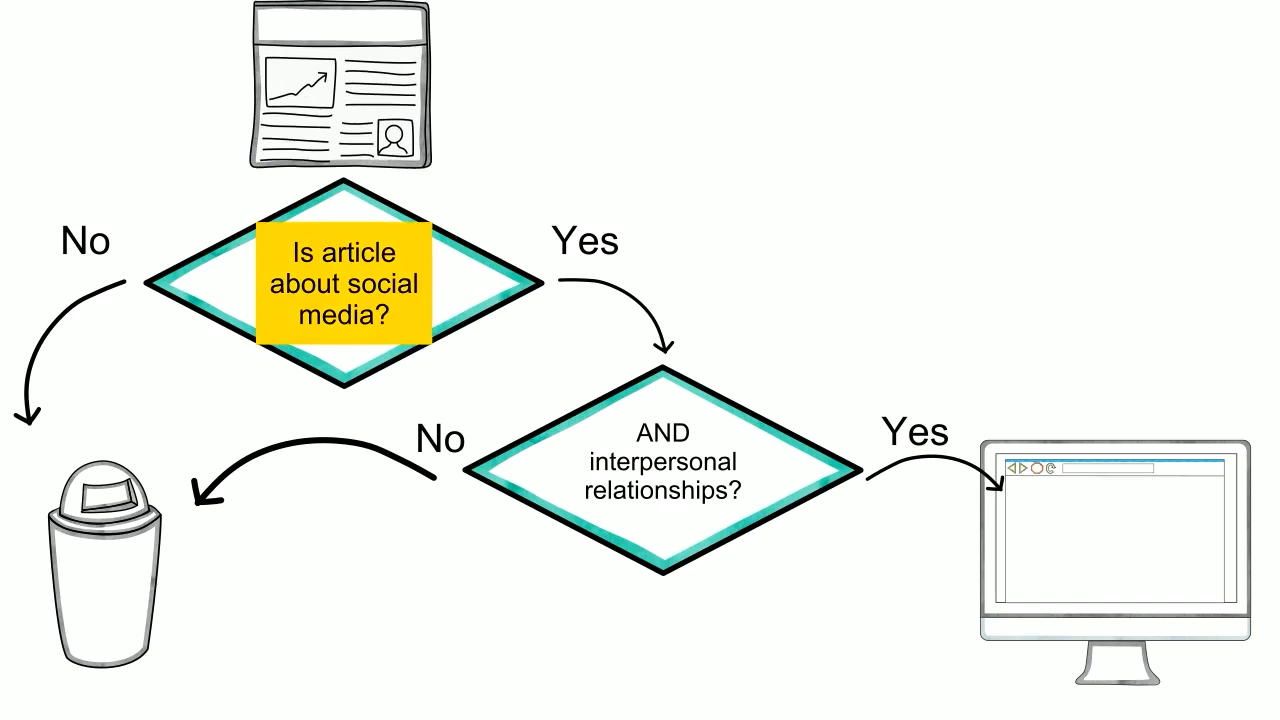 No
Is article
about social
media?
Yes
No
AND
interpersonal
relationships?
Yes